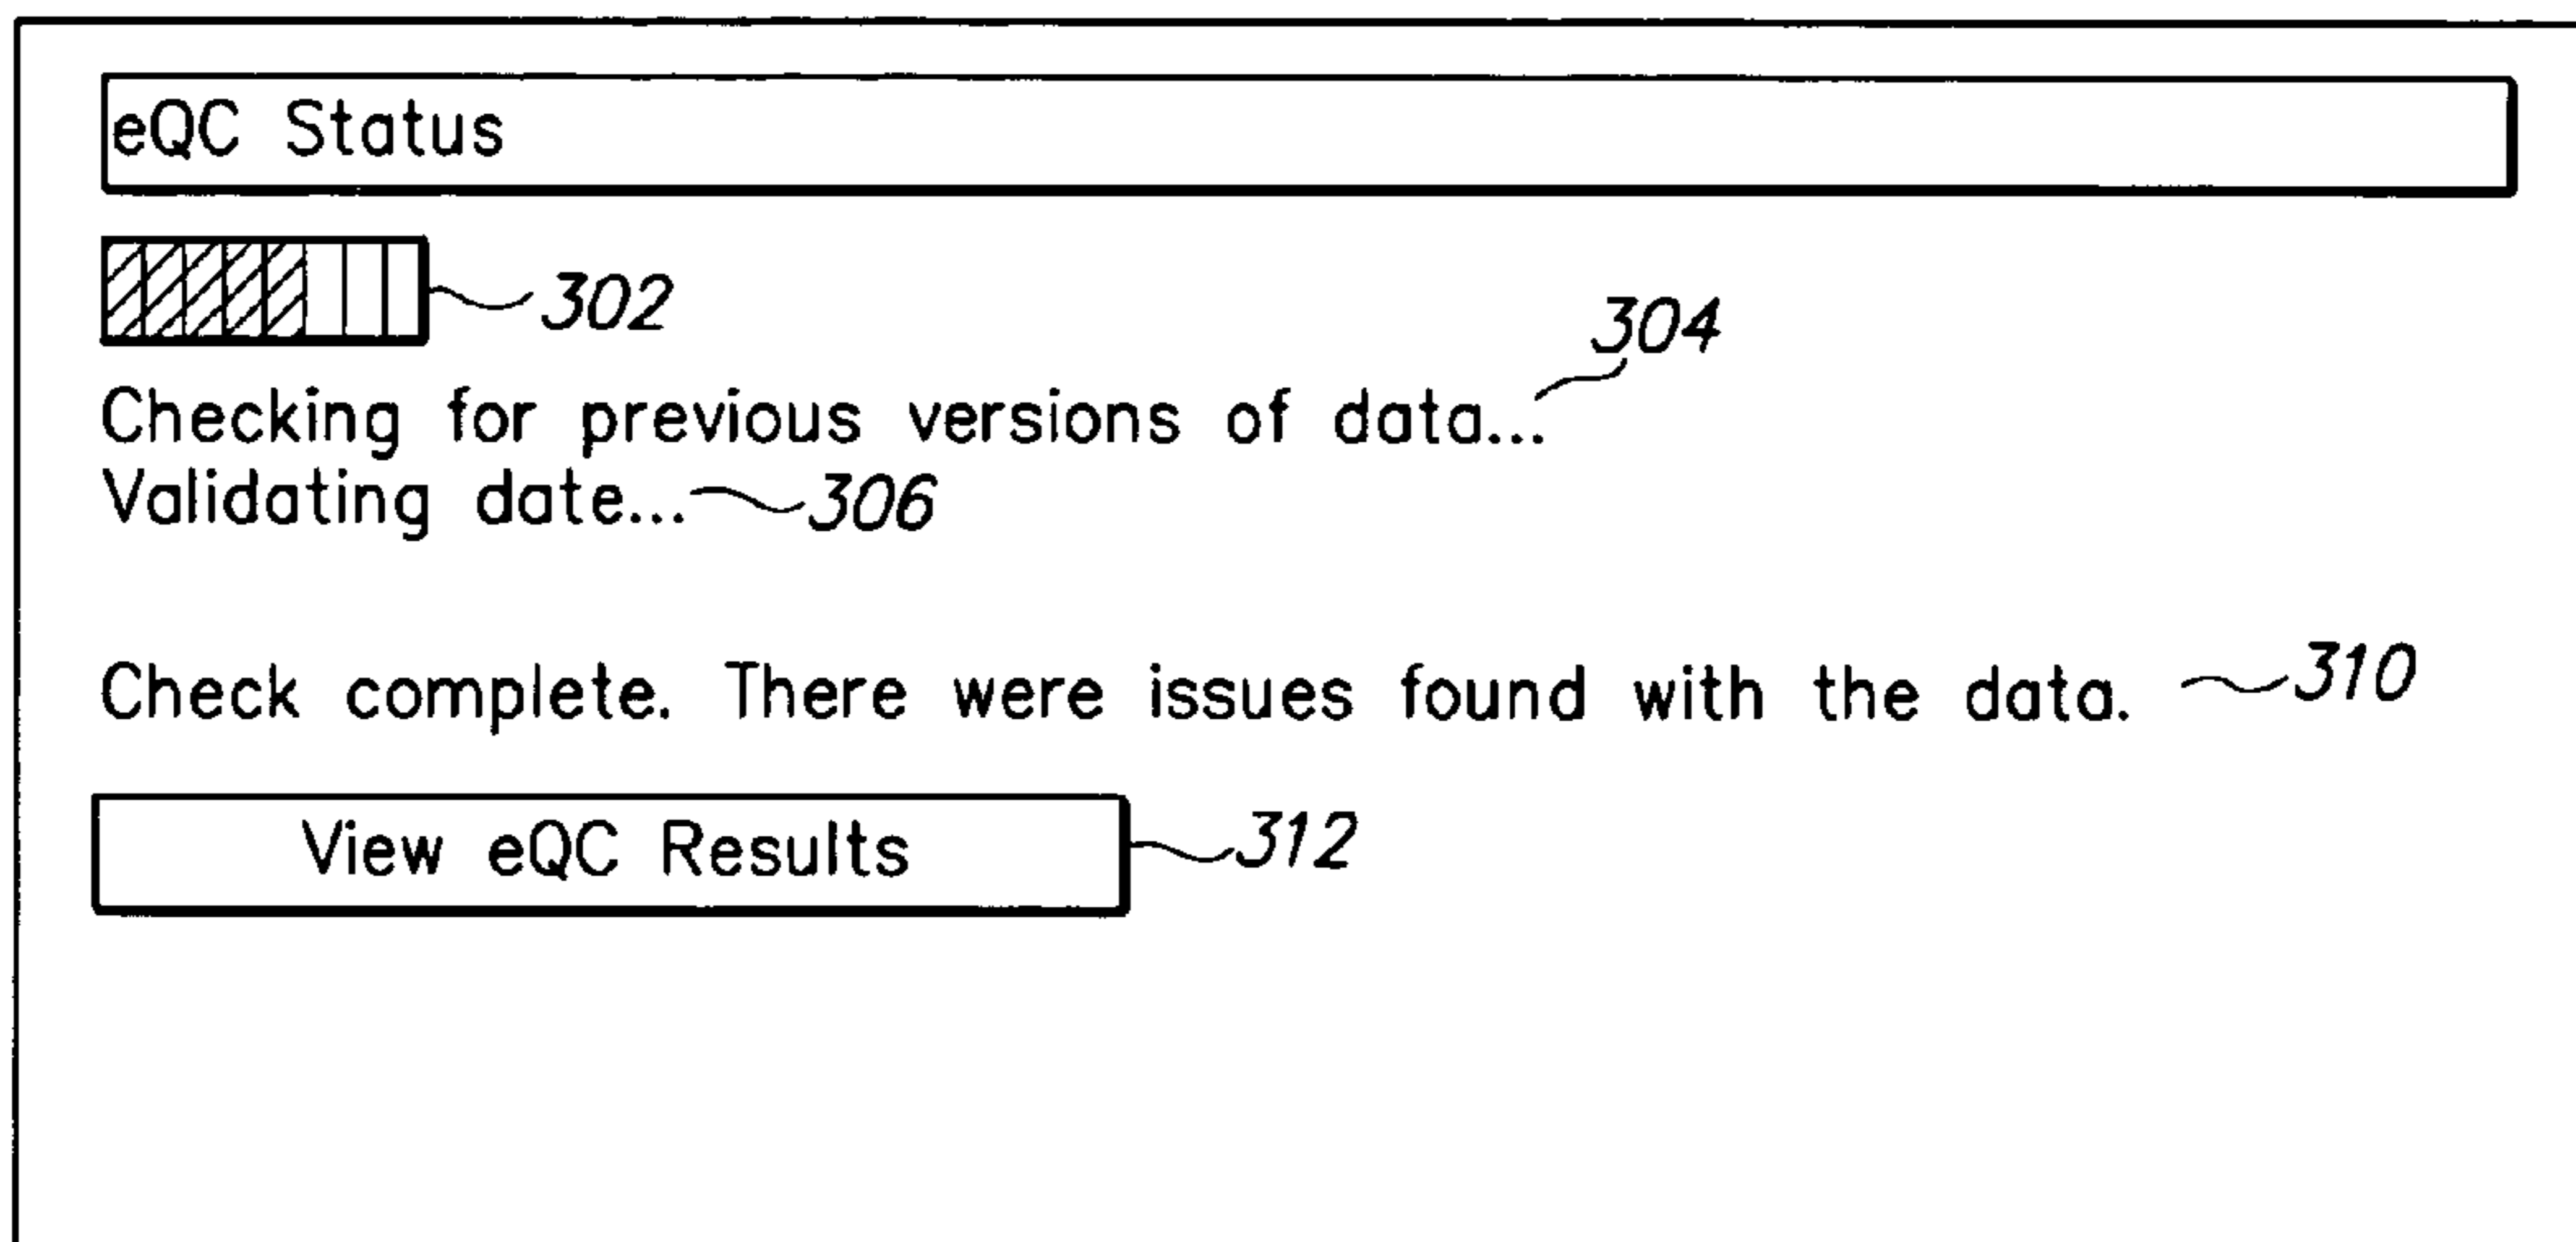 eQC Status
302
304
Checking for previous versions of data...
Validating date... 306
Check complete. There were issues found with the data. 310
View eQC Results 312